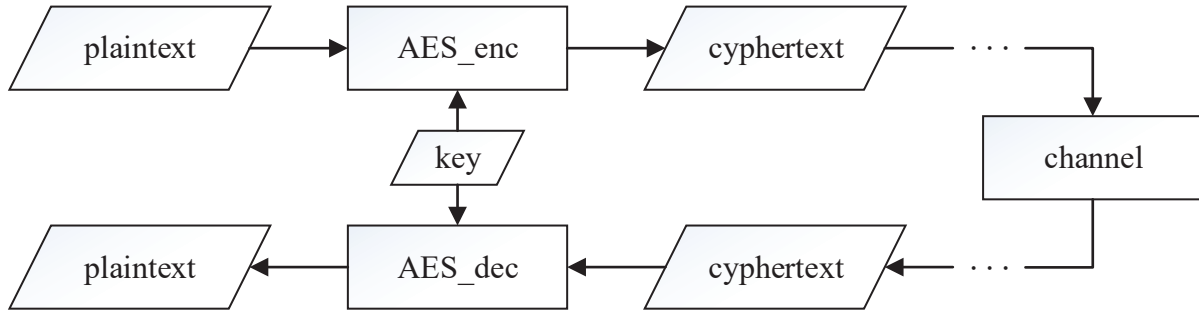 plaintext
AES_enc
cyphertext
· · ·
key
channel
plaintext
AES_dec
cyphertext
· · ·